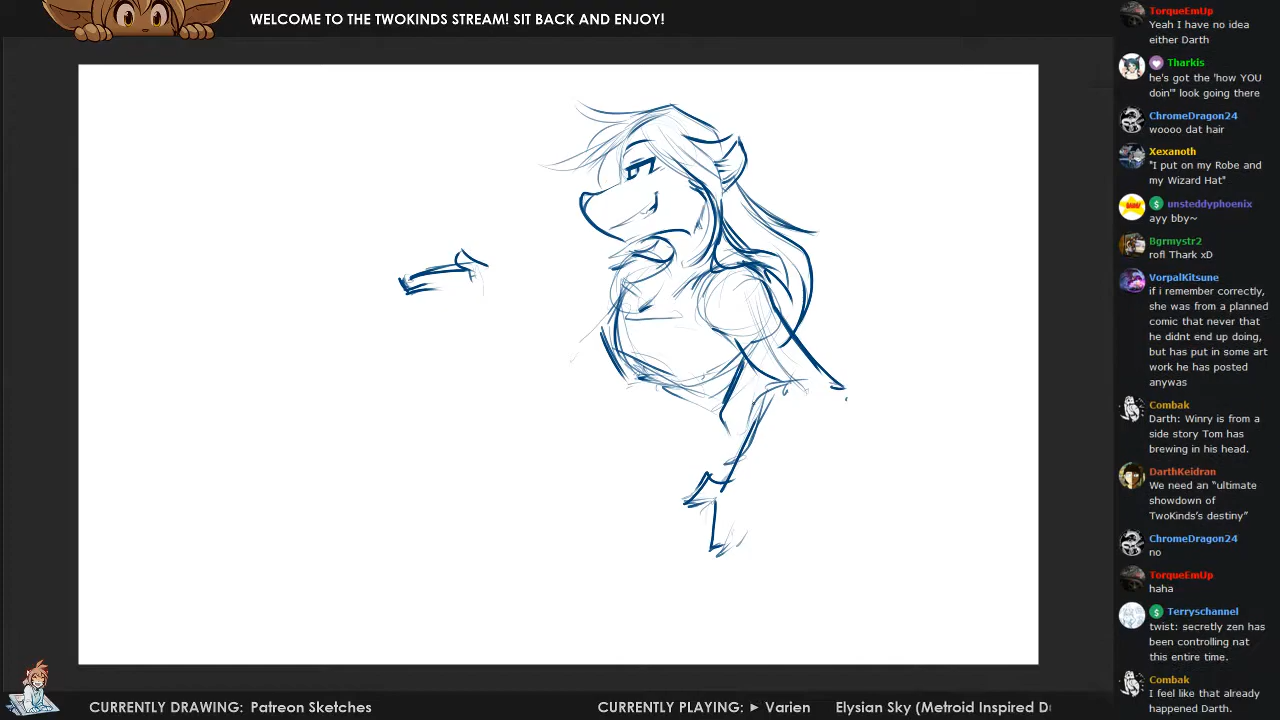 WELCOME TO THE TWOKINDS STREAM! SIT BACK AND ENJOY!
TorqueEmUp
Yeah I have no idea
either Darth
Tharkis
he's got the 'how YOU
doin'" look going there
ChromeDragon24
woooo dat hair
Xexanoth
"I put on my Robe and
my Wizard Hat"
unsteddyphoenix
ayy bby~
Bgrmystr2
rofl Thark xD
VorpalKitsune
if i remember correctly,
she was from a planned
comic that never that
he didnt end up doing,
but has put in some art
work he has posted
anywas
Combak
Darth: Winry is from a
side story Tom has
brewing in his head.
DarthKeidran
We need an “ultimate
showdown of
TwoKinds’s destiny”
ChromeDragon24
no
TorqueEmUp
haha
Terryschannel
twist: secretly zen has
been controlling nat
this entire time.
Combak
I feel like that already
happened Darth.
CURRENTLY DRAWING: Patreon Sketches
CURRENTLY PLAYING: ► Varien Elysian Sky (Metroid Inspired